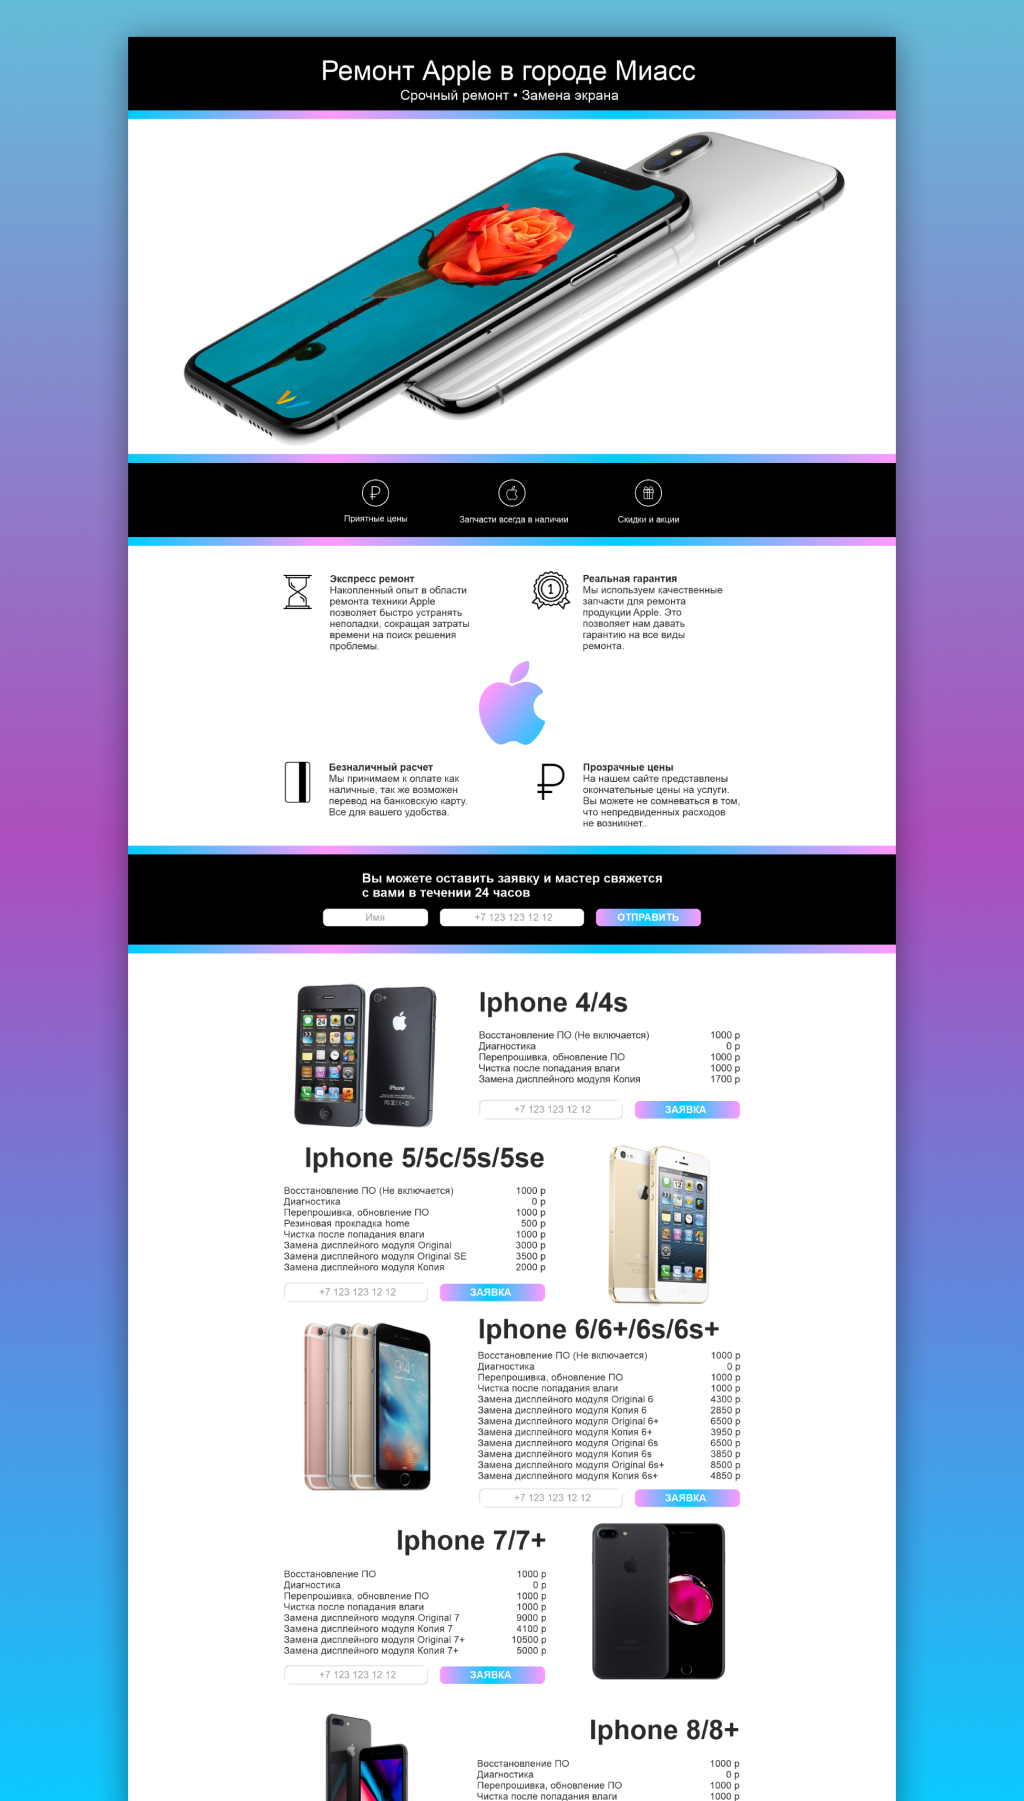 Ремонт Apple в городе Миасс
Срочный ремонт • Замена экрана
Приятные цены
Запчасти всегда в наличии
Скидки и акции
Экспресс ремонт
Накопленный опыт в области
ремонта техники Apple
позволяет быстро устранять
неполадки, сокращая затраты
времени на поиск решения
проблемы.
1
Реальная гарантия
Мы используем качественные
запчасти для ремонта
продукции Apple. Это
позволяет нам давать
гарантию на все виды
ремонта.
Безналичный расчет
Мы принимаем к оплате как
наличные, так же возможен
перевод на банковскую карту.
Все для вашего удобства.
Прозрачные цены
На нашем сайте представлены
окончательные цены на услуги.
Вы можете не сомневаться в том,
что непредвиденных расходов
не возникнет..
Вы можете оставить заявку и мастер свяжется
с вами в течении 24 часов
Имя
+7 123 123 12 12
ОТПРАВИТЬ
iPhone
Iphone 4/4s
Восстановление ПО (Не включается) 1000 р
Диагностика 0 р
Перепрошивка, обновление ПО 1000 р
Чистка после попадания влаги 1000 р
Замена дисплейного модуля Копия 1700 р
+7 123 123 12 12
ЗАЯВКА
Iphone 5/5c/5s/5se
Восстановление ПО (Не включается) 1000 р
Диагностика 0 р
Перепрошивка, обновление ПО 1000 р
Резиновая прокладка home 500 р
Чистка после попадания влаги 1000 р
Замена дисплейного модуля Original 3000 р
Замена дисплейного модуля Original SE 3500 р
Замена дисплейного модуля Копия 2000 р
+7 123 123 12 12
ЗАЯВКА
9:41
Iphone 6/6+/6s/6s+
Восстановление ПО (Не включается) 1000 р
Диагностика 0 р
Перепрошивка, обновление ПО 1000 р
Чистка после попадания влаги 1000 р
Замена дисплейного модуля Original 6 4300 р
Замена дисплейного модуля Копия 6 2850 р
Замена дисплейного модуля Original 6+ 6500 р
Замена дисплейного модуля Копия 6+ 3950 р
Замена дисплейного модуля Original 6s 6500 р
Замена дисплейного модуля Копия 6s 3850 р
Замена дисплейного модуля Original 6s+ 8500 р
Замена дисплейного модуля Копия 6s+ 4850 р
+7 123 123 12 12
ЗАЯВКА
Iphone 7/7+
Восстановление ПО 1000 р
Диагностика 0 р
Перепрошивка, обновление ПО 1000 р
Чистка после попадания влаги 1000 р
Замена дисплейного модуля Original 7 9000 р
Замена дисплейного модуля Копия 7 4100 р
Замена дисплейного модуля Original 7+ 10500 р
Замена дисплейного модуля Копия 7+ 5000 р
+7 123 123 12 12
ЗАЯВКА
Iphone 8/8+
Восстановление ПО 1000 р
Диагностика 0 р
Перепрошивка, обновление ПО 1000 р
Чистка после попадания влаги 1000 р